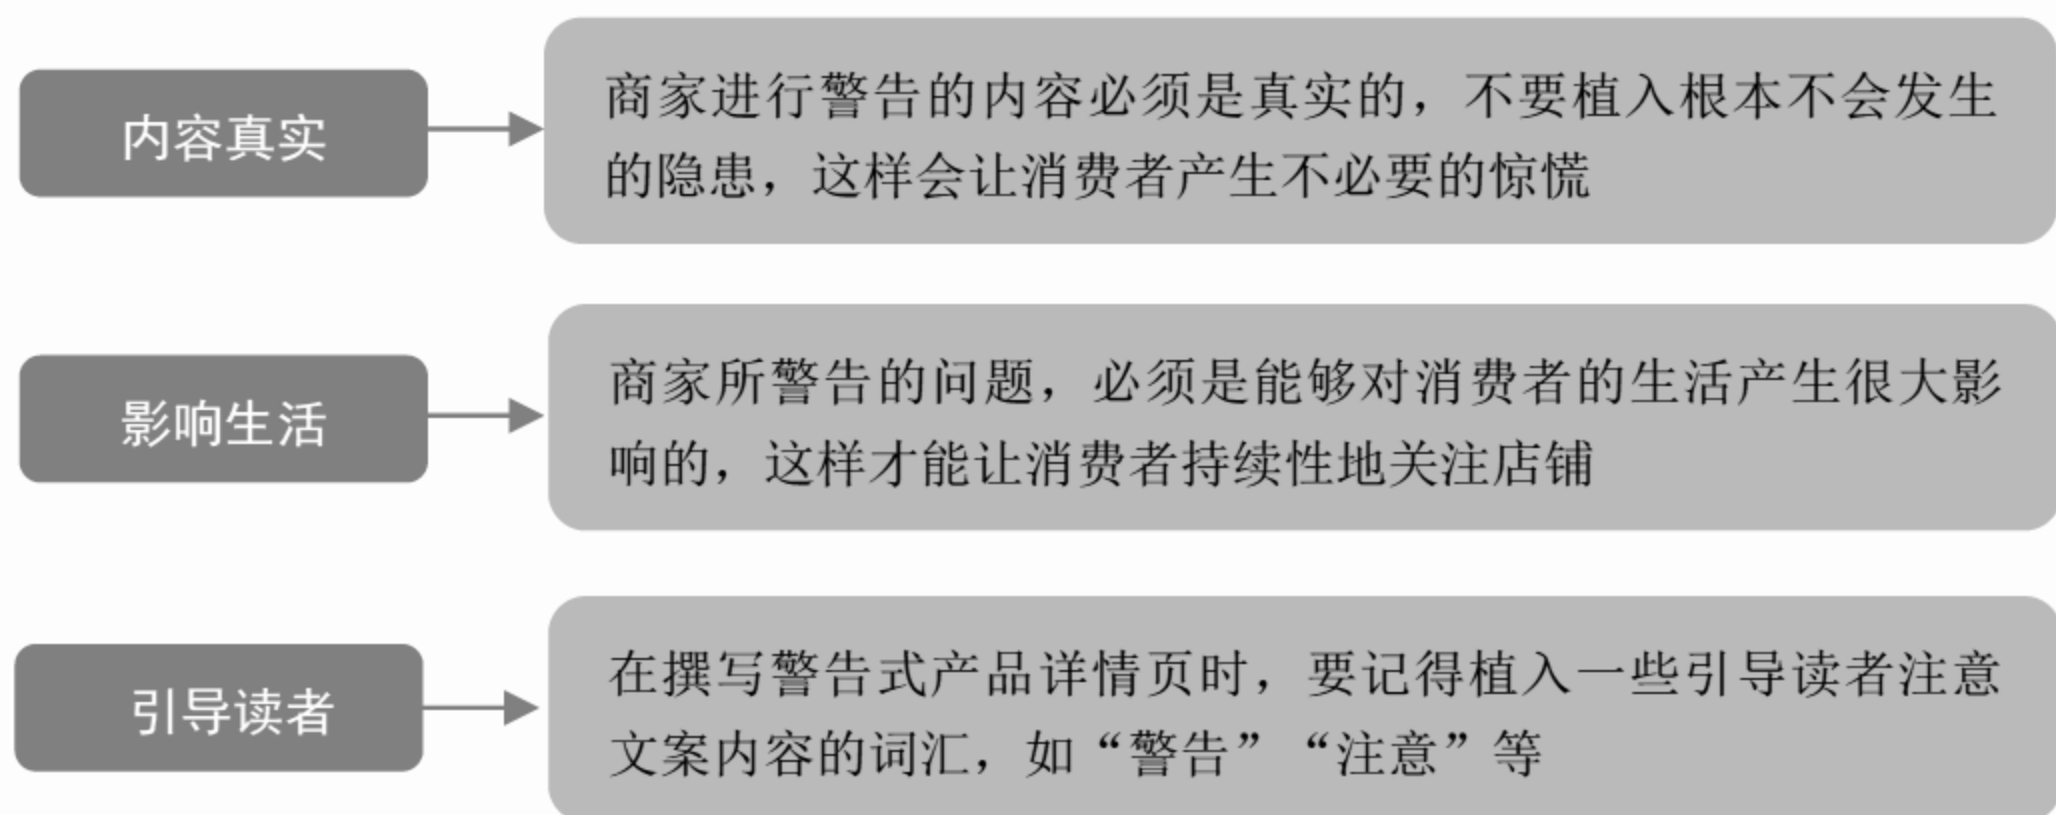 内容真实
商家进行警告的内容必须是真实的，不要植入根本不会发生
的隐患，这样会让消费者产生不必要的惊慌
影响生活
商家所警告的问题，必须是能够对消费者的生活产生很大影
响的，这样才能让消费者持续性地关注店铺
引导读者
在撰写警告式产品详情页时，要记得植入一些引导读者注意
文案内容的词汇，如“警告”“注意”等